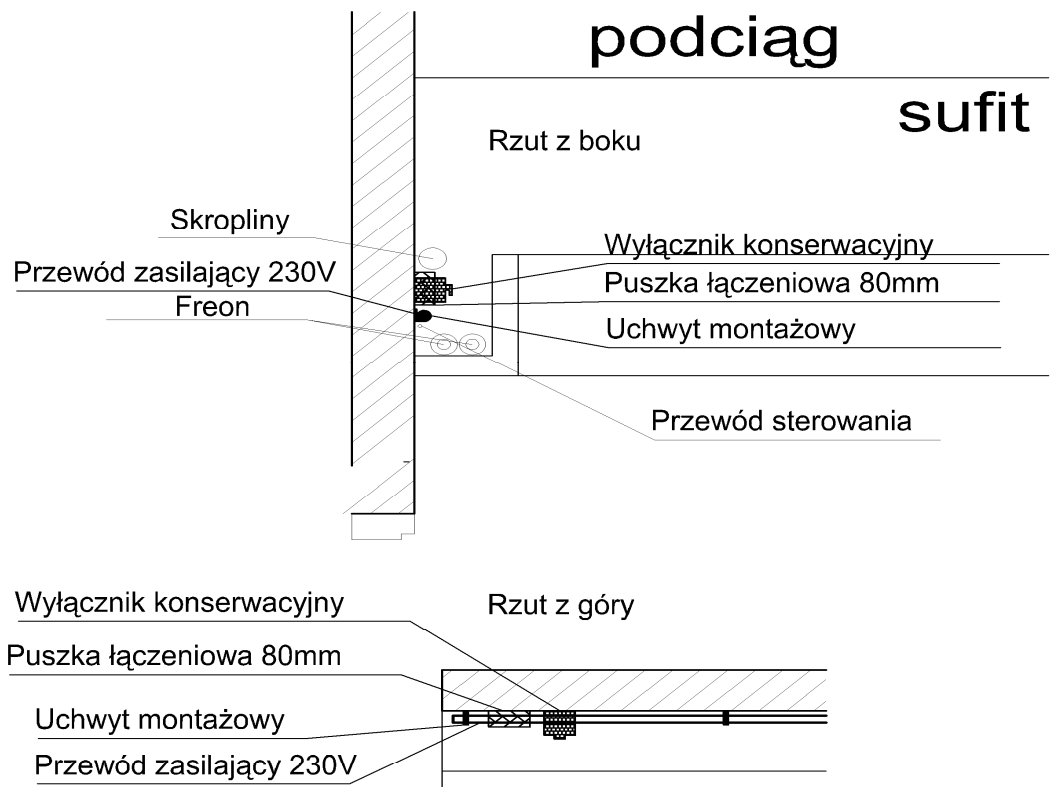 podciąg
sufit
Rzut z boku
Skropliny
Przewód zasilający 230V
Freon
Wyłącznik konserwacyjny
Puszka łączeniowa 80mm
Uchwyt montażowy
Przewód sterowania
Rzut z góry
Wyłącznik konserwacyjny
Puszka łączeniowa 80mm
Uchwyt montażowy
Przewód zasilający 230V